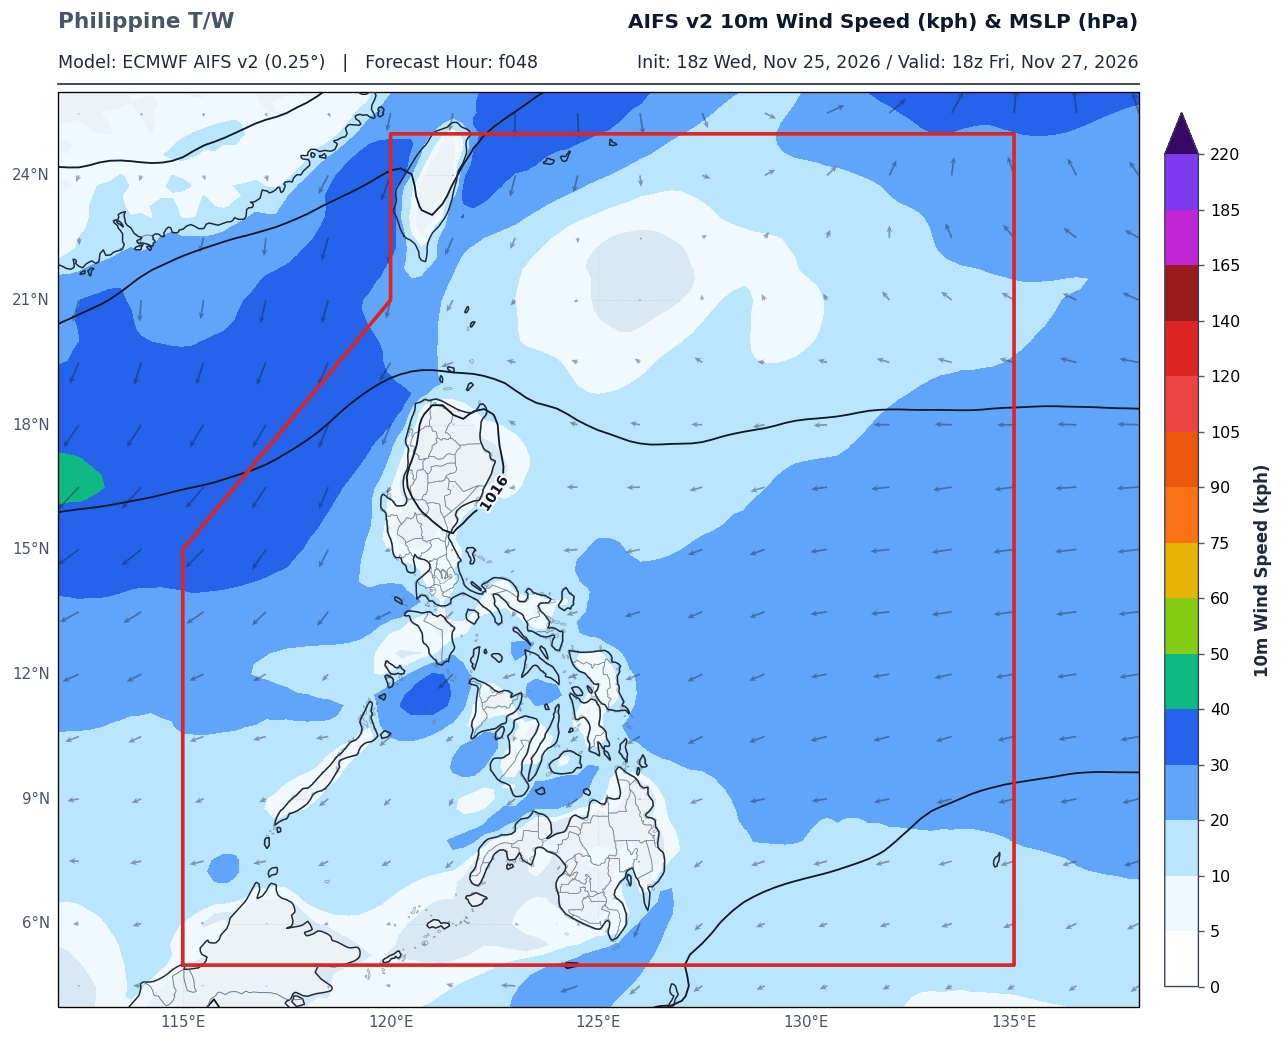 Philippine T/W
AIFS v2 10m Wind Speed (kph) & MSLP (hPa)
Model: ECMWF AIFS v2 (0.25°) | Forecast Hour: f048
Init: 18z Wed, Nov 25, 2026 / Valid: 18z Fri, Nov 27, 2026
24°N
21°N
18°N
15°N
12°N
9°N
6°N
115°E
120°E
125°E
130°E
135°E
1016
220
185
165
140
120
105
90
75
60
50
40
30
20
10
5
0
10m Wind Speed (kph)